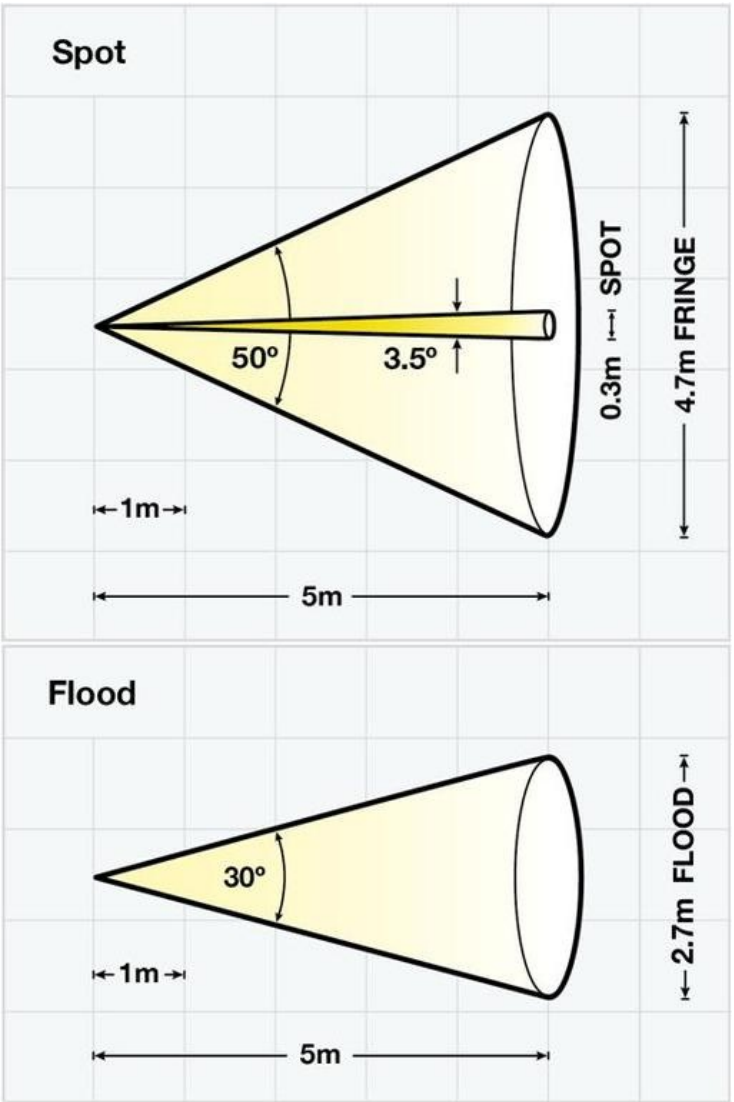 Spot
50º
3.5º
0.3m SPOT
4.7m FRINGE
1m
5m
Flood
30º
2.7m FLOOD
1m
5m